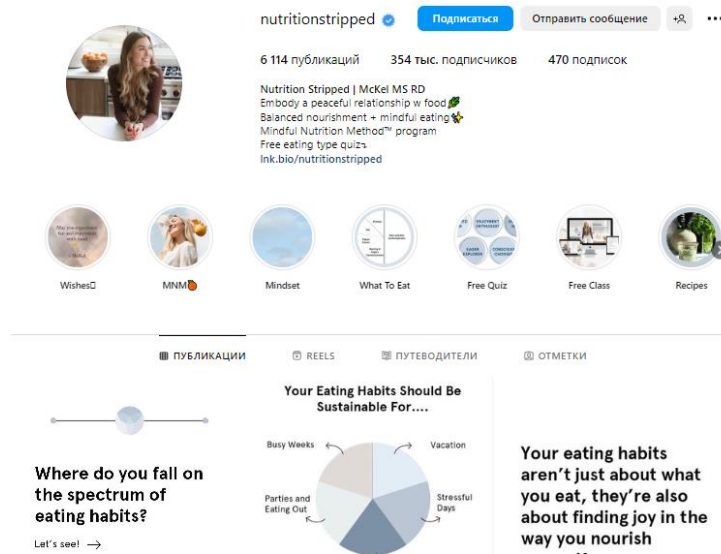 nutritionstripped
Подписаться
Отправить сообщение
6 114 публикаций
354 тыс. подписчиков
470 подписок
Nutrition Stripped | McKel MS RD
Embody a peaceful relationship w food
Balanced nourishment + mindful eating
Mindful Nutrition Method™ program
Free eating type quiz
lnk.bio/nutritionstripped
Wishes
MNM
Mindset
What To Eat
Free Quiz
Free Class
Recipes
ПУБЛИКАЦИИ
REELS
ПУТЕВОДИТЕЛИ
ОТМЕТКИ
Where do you fall on
the spectrum of
eating habits?
Let's see!
Your Eating Habits Should Be
Sustainable For....
Busy Weeks
Vacation
Parties and
Eating Out
Stressful
Days
Your eating habits
aren't just about what
you eat, they're also
about finding joy in the
way you nourish